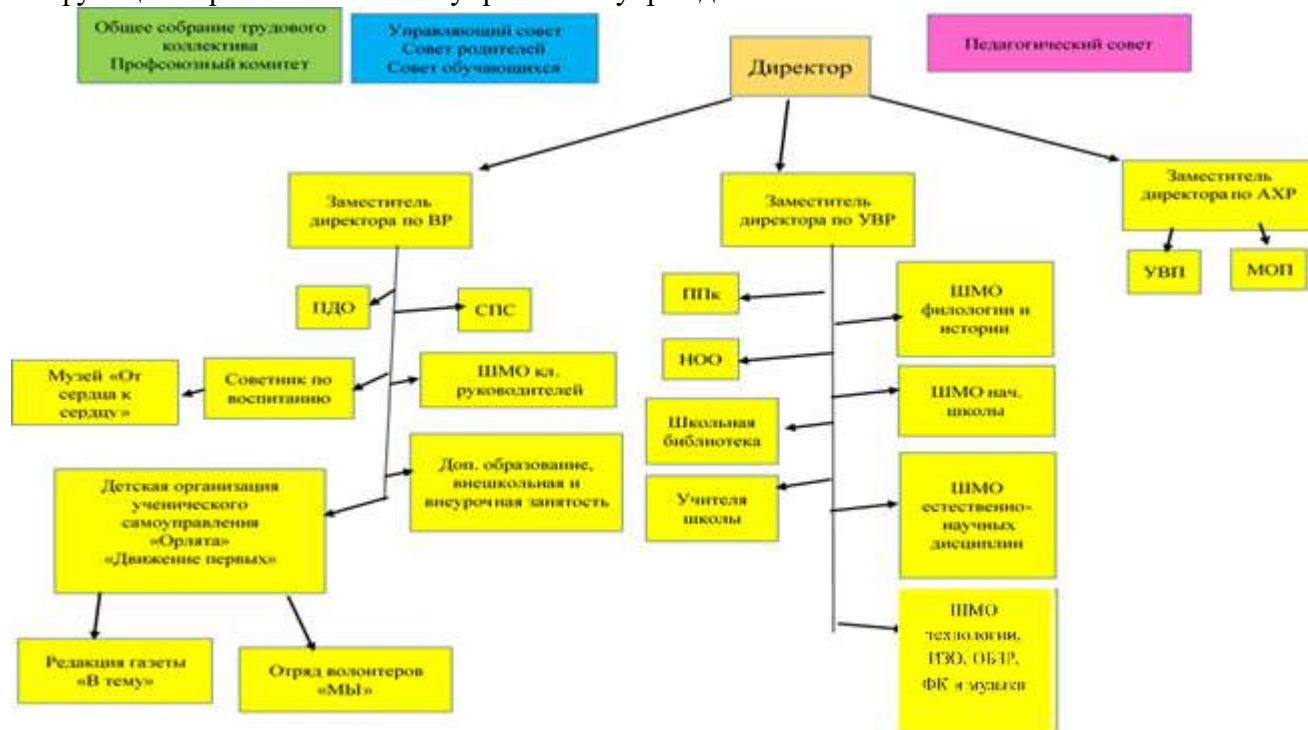 Общее собрание трудового
коллектива
Профсоюзный комитет
Управляющий совет
Совет родителей
Совет обучающихся
Директор
Педагогический совет
Заместитель
директора по ВР
Заместитель
директора по УВР
Заместитель
директора по АХР
УВП
МОП
ПДО
СПС
Музей «От
сердца к
сердцу»
Советник по
воспитанию
ШМО кл.
руководителей
Доп. образование,
внешкольная и
внеурочная занятость
Детская организация
ученического
самоуправления
«Орлята»
«Движение первых»
Редакция газеты
«В тему»
Отряд волонтеров
«МЫ»
ППк
НОО
Школьная
библиотека
Учителя
школы
ШМО
филологии и
истории
ШМО нач.
школы
ШМО
естественно-
научных
дисциплин
ШМО
технологии,
ИЗО, ОБЗР,
ФК и музыки